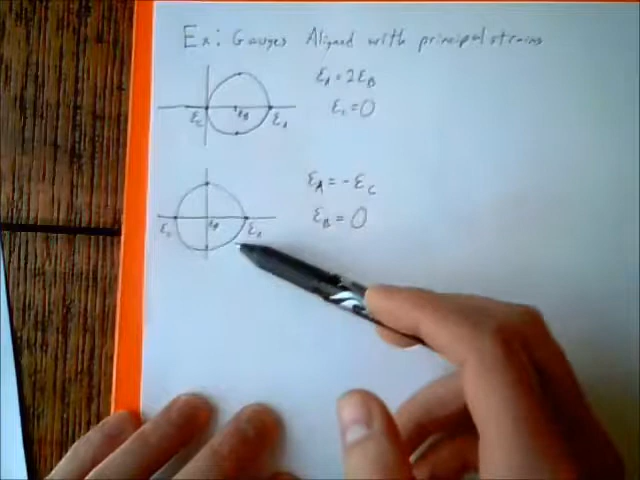 Ex: Gauges Aligned with principal strains
εA = 2εB
εc = 0
εc εB εA
εA = -εc
εB = 0
εc εB εA